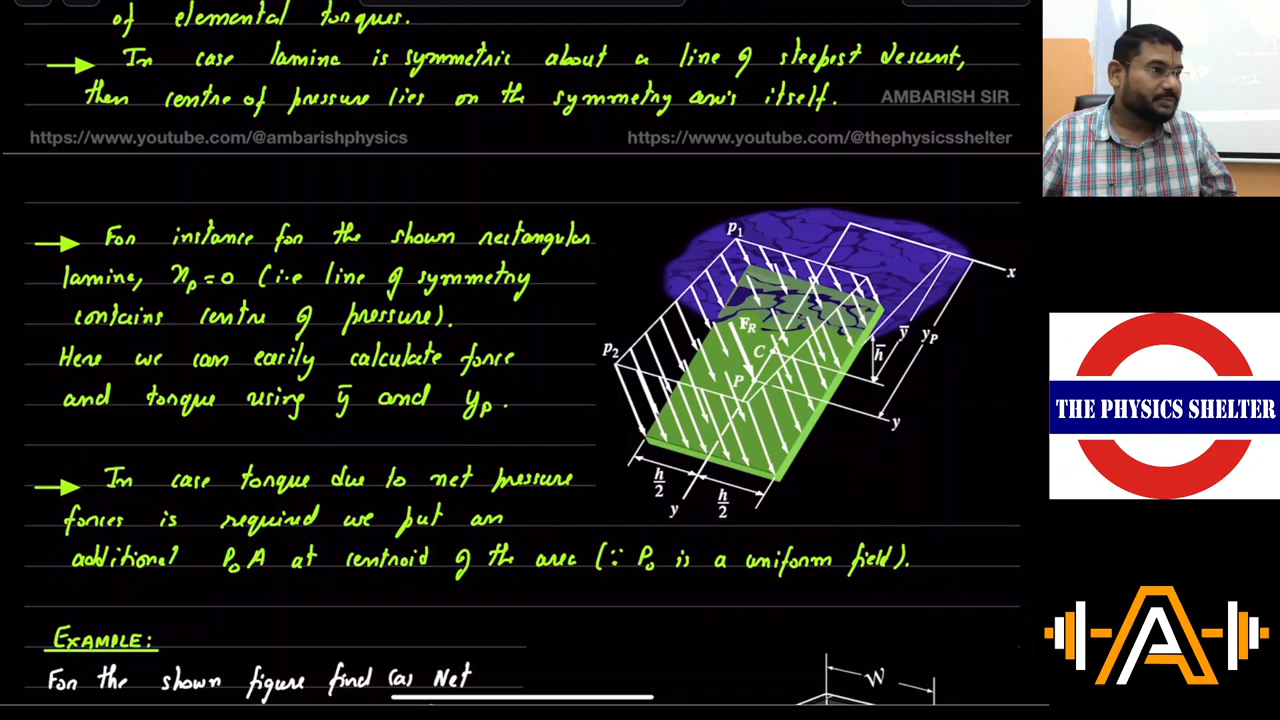 of elemental torques.
→ In case lamina is symmetric about a line of steepest descent,
then centre of pressure lies on the symmetry axis itself.
AMBARISH SIR
https://www.youtube.com/@ambarishphysics
https://www.youtube.com/@thephysicsshelter
→ For instance for the shown rectangular
lamina, xₚ = 0 (i.e line of symmetry
contains centre of pressure).
Here we can easily calculate force
and torque using ȳ and yₚ.
→ In case torque due to net pressure
forces is required we put an
additional P₀A at centroid of the area (∵ P₀ is a uniform field).
EXAMPLE:
For the shown figure find (a) Net
p₁
x
F_R
p₂
C
P
h̄
ȳ
yₚ
y
h/2
h/2
y
W
THE PHYSICS SHELTER
A